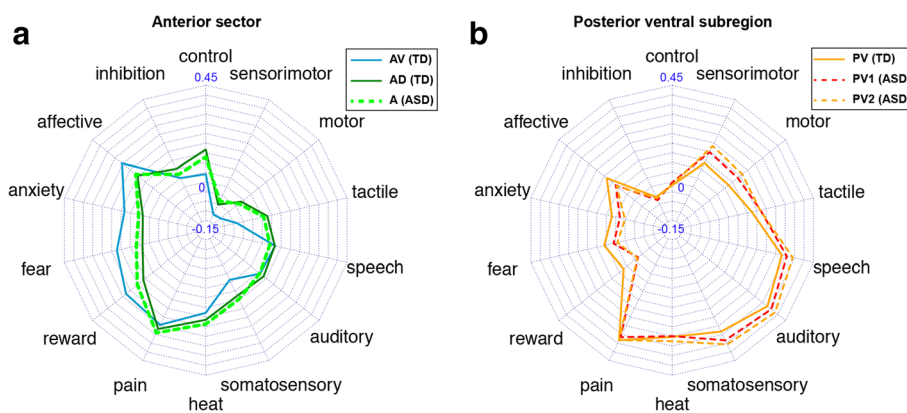 a
Anterior sector
AV (TD)
AD (TD)
A (ASD)
control
sensorimotor
motor
tactile
speech
auditory
somatosensory
heat
pain
reward
fear
anxiety
affective
inhibition
0.45
0
-0.15
b
Posterior ventral subregion
PV (TD)
PV1 (ASD
PV2 (ASD
control
sensorimotor
motor
tactile
speech
auditory
somatosensory
heat
pain
reward
fear
anxiety
affective
inhibition
0.45
0
-0.15